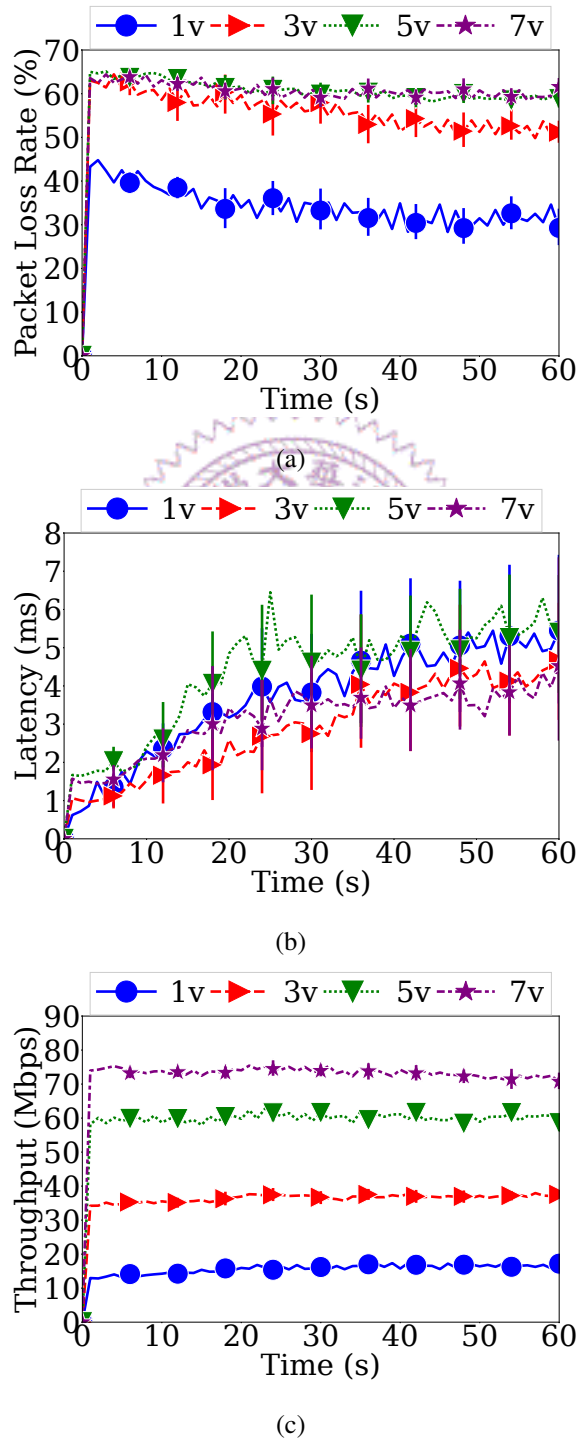 1v 3v 5v 7v
Packet Loss Rate (%)
70
60
50
40
30
20
10
0
0 10 20 30 40 50 60
Time (s)
(a)
1v 3v 5v 7v
Latency (ms)
8
7
6
5
4
3
2
1
0
0 10 20 30 40 50 60
Time (s)
(b)
1v 3v 5v 7v
Throughput (Mbps)
90
80
70
60
50
40
30
20
10
0
0 10 20 30 40 50 60
Time (s)
(c)